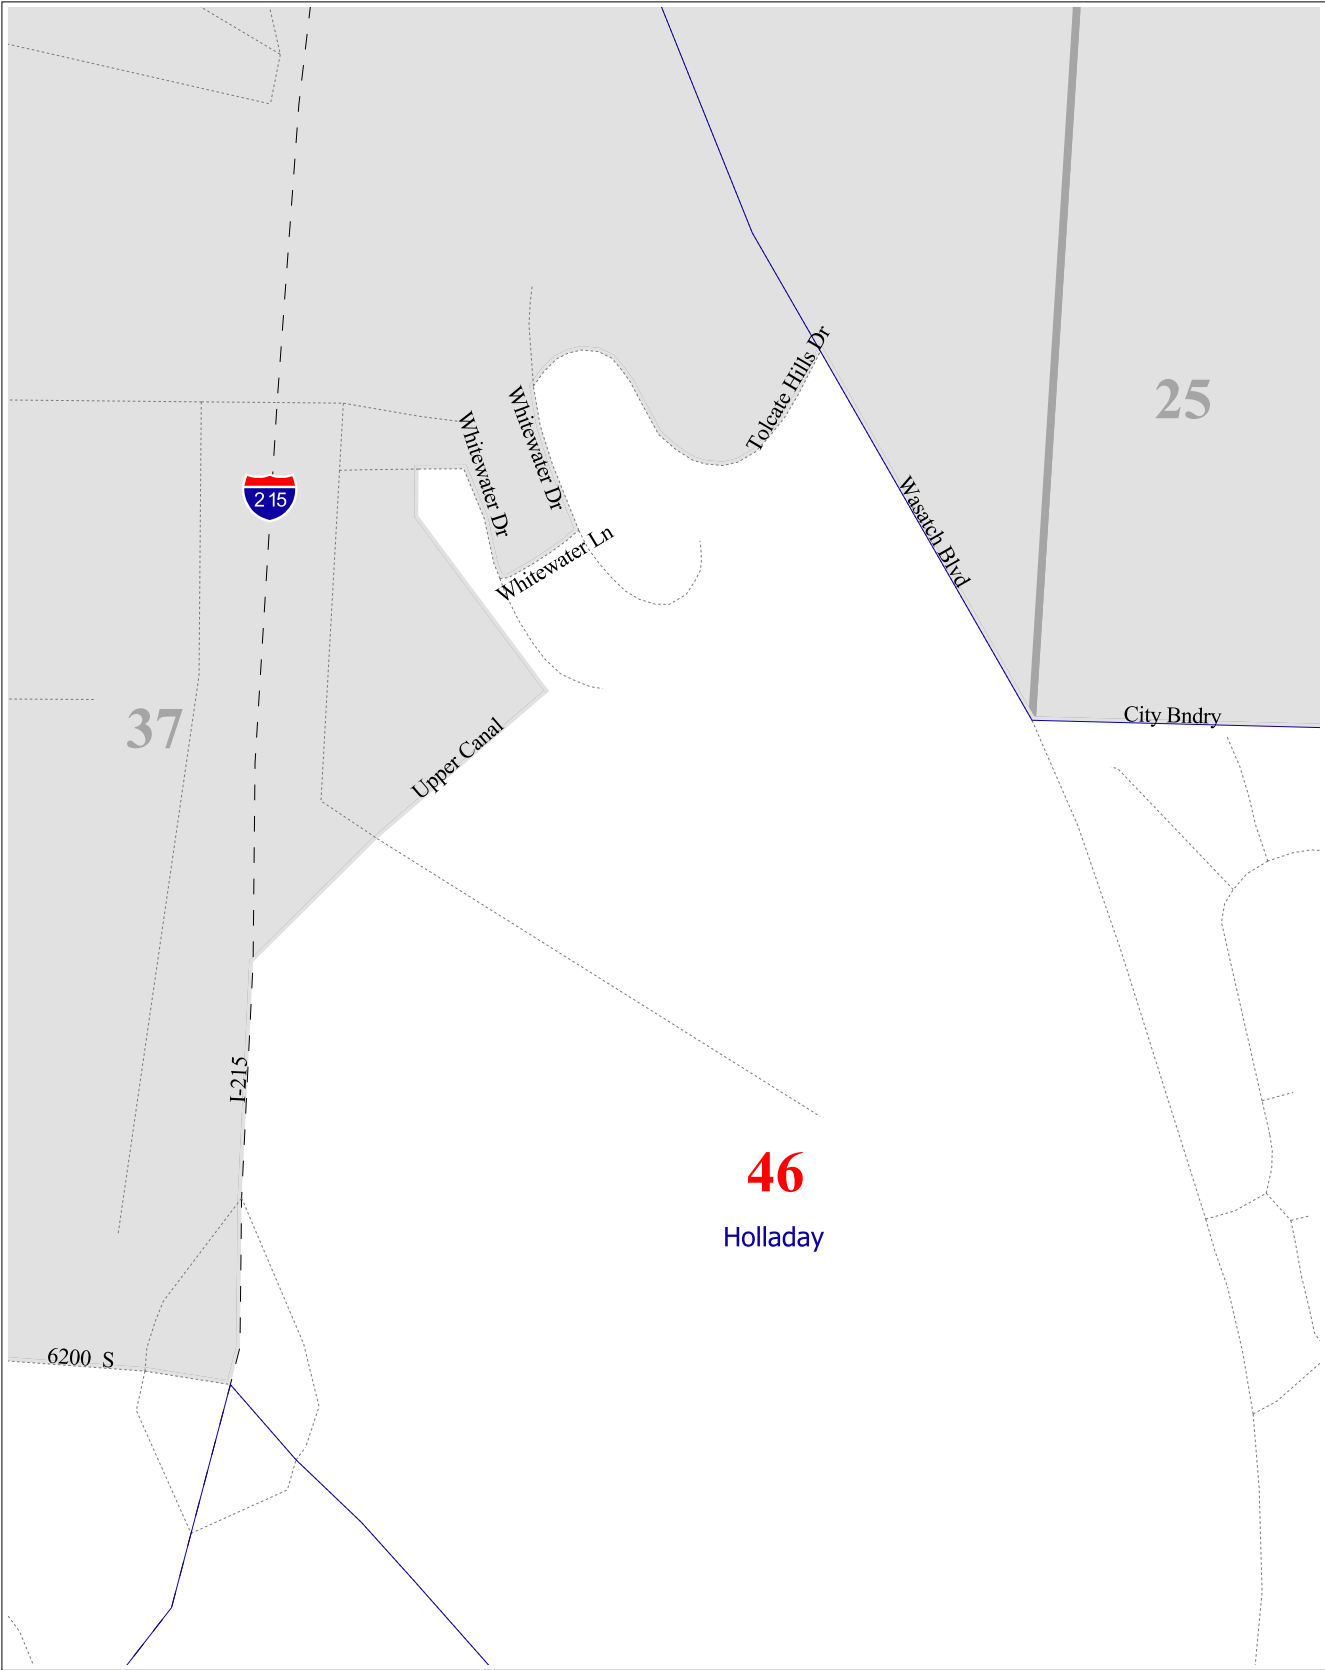 Tolcate Hills Dr
25
Whitewater Dr
Whitewater Dr
215
Wasatch Blvd
Whitewater Ln
City Bndry
37
Upper Canal
I-215
46
Holladay
6200 S